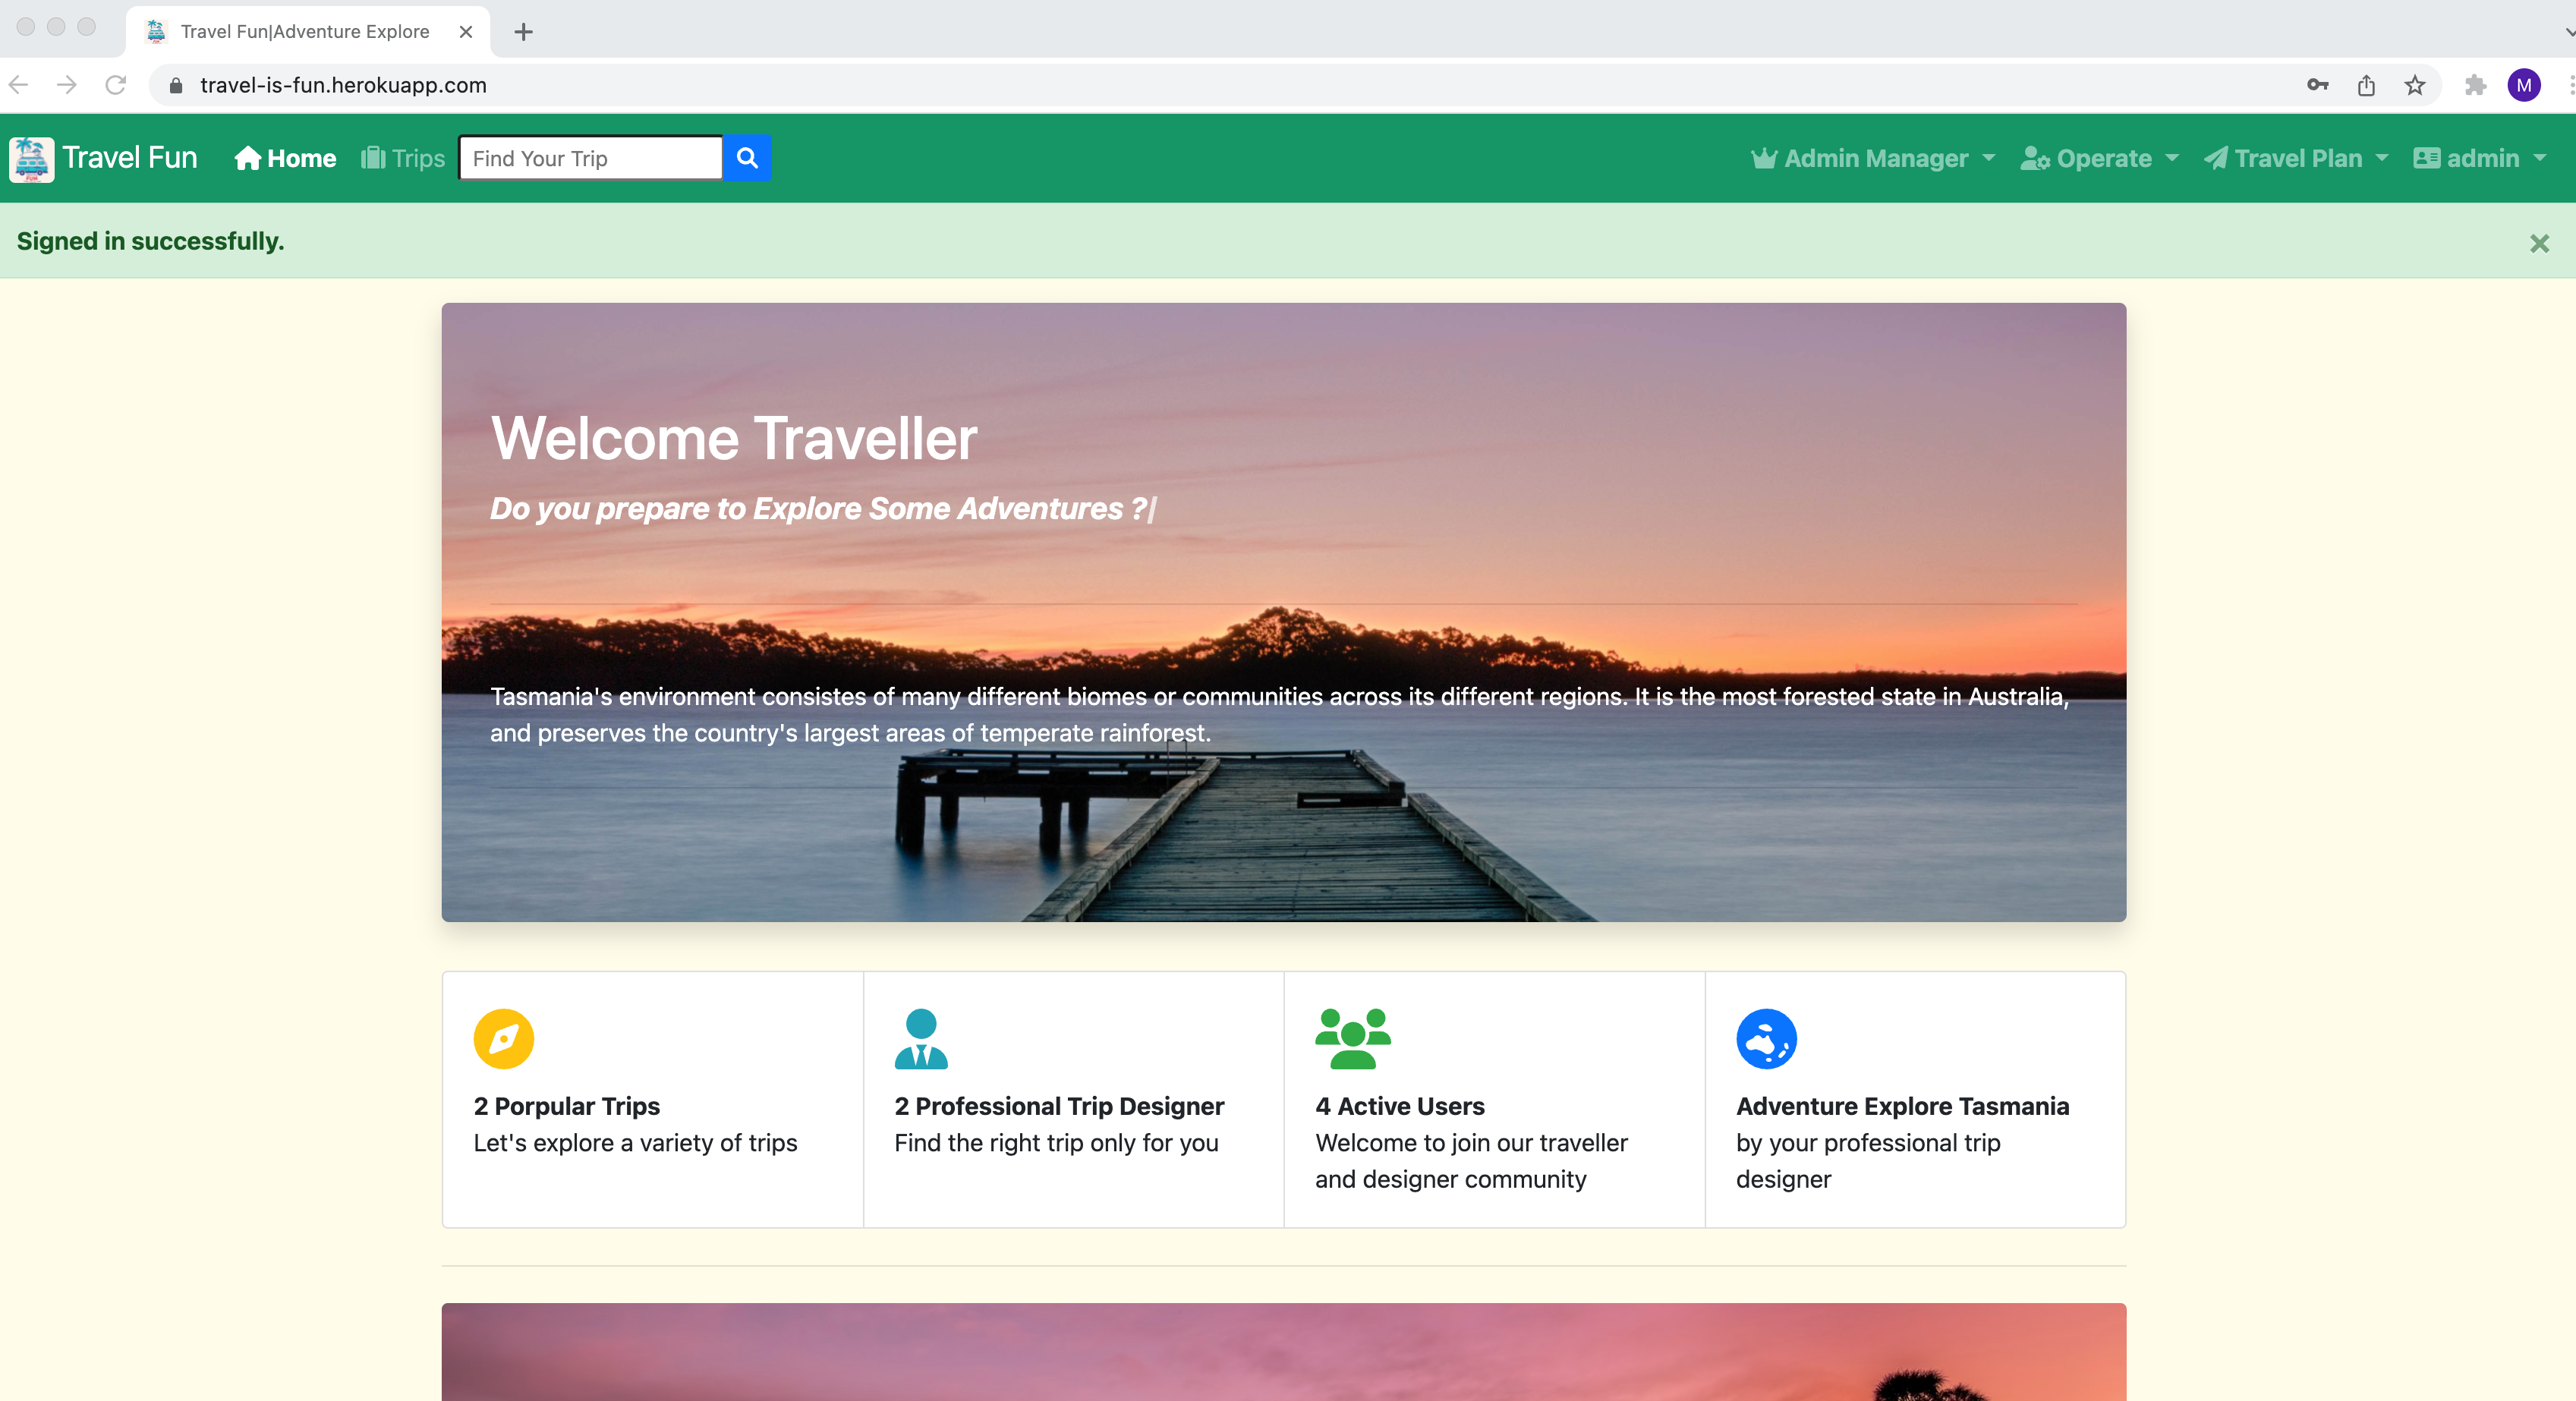 Travel Fun|Adventure Explore
travel-is-fun.herokuapp.com
M
Travel Fun
Home
Trips
Find Your Trip
Admin Manager
Operate
Travel Plan
admin
Signed in successfully.
Welcome Traveller
Do you prepare to Explore Some Adventures ?|
Tasmania's environment consistes of many different biomes or communities across its different regions. It is the most forested state in Australia,
and preserves the country's largest areas of temperate rainforest.
2 Porpular Trips
Let's explore a variety of trips
2 Professional Trip Designer
Find the right trip only for you
4 Active Users
Welcome to join our traveller
and designer community
Adventure Explore Tasmania
by your professional trip
designer